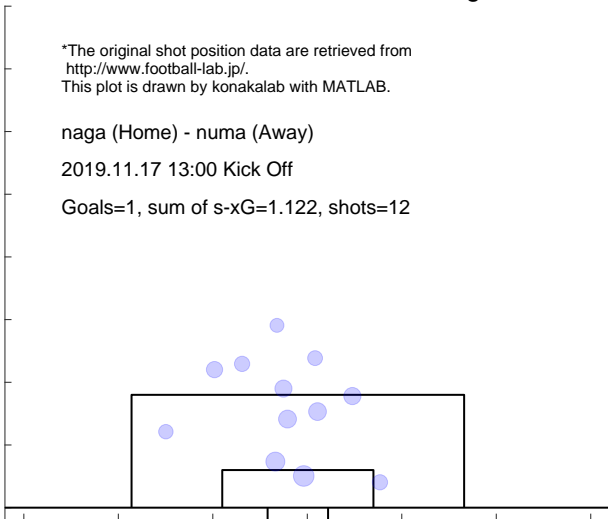 *The original shot position data are retrieved from
http://www.football-lab.jp/.
This plot is drawn by konakalab with MATLAB.
naga (Home) - numa (Away)
2019.11.17 13:00 Kick Off
Goals=1, sum of s-xG=1.122, shots=12